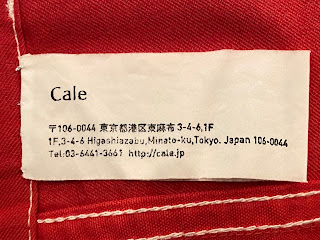 Cale
〒106-0044 東京都港区東麻布 3-4-6,1F
1F,3-4-6 Higashiazabu,Minato-ku,Tokyo, Japan 106-0044
Tel:03-6441-3661 http://cale.jp